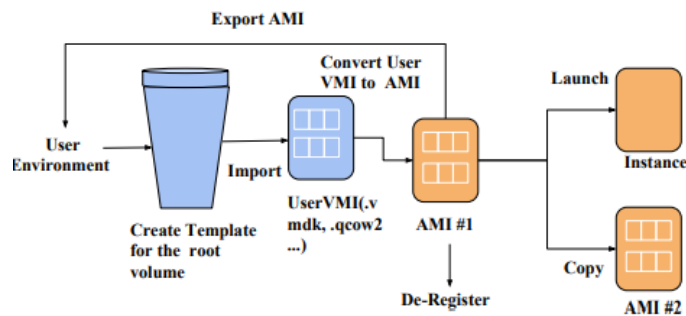 Export AMI
Convert User
VMI to AMI
Launch
User
Environment
Import
Instance
UserVMI(.v
mdk, .qcow2
...)
AMI #1
Create Template
for the root
volume
Copy
De-Register
AMI #2